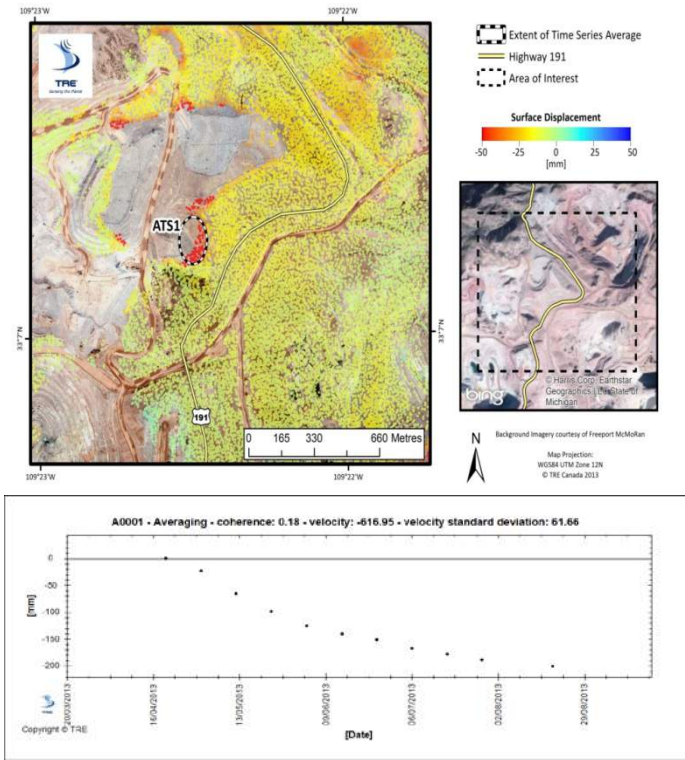 109°23'W
109°22'W
TRE
Sensing the Planet
ATS1
33°7'N
33°7'N
191
0 165 330 660 Metres
109°23'W
109°22'W
Extent of Time Series Average
Highway 191
Area of Interest
Surface Displacement
-50 -25 0 25 50
[mm]
© Harris Corp, Earthstar
Geographics LLC State of
Michigan
bing
N
Background Imagery courtesy of Freeport McMoRan
Map Projection:
WGS84 UTM Zone 12N
© TRE Canada 2013
A0001 - Averaging - coherence: 0.18 - velocity: -616.95 - velocity standard deviation: 61.66
[mm]
0
-50
-100
-150
-200
20/03/2013
16/04/2013
13/05/2013
09/06/2013
06/07/2013
02/08/2013
29/08/2013
Copyright © TRE
[Date]